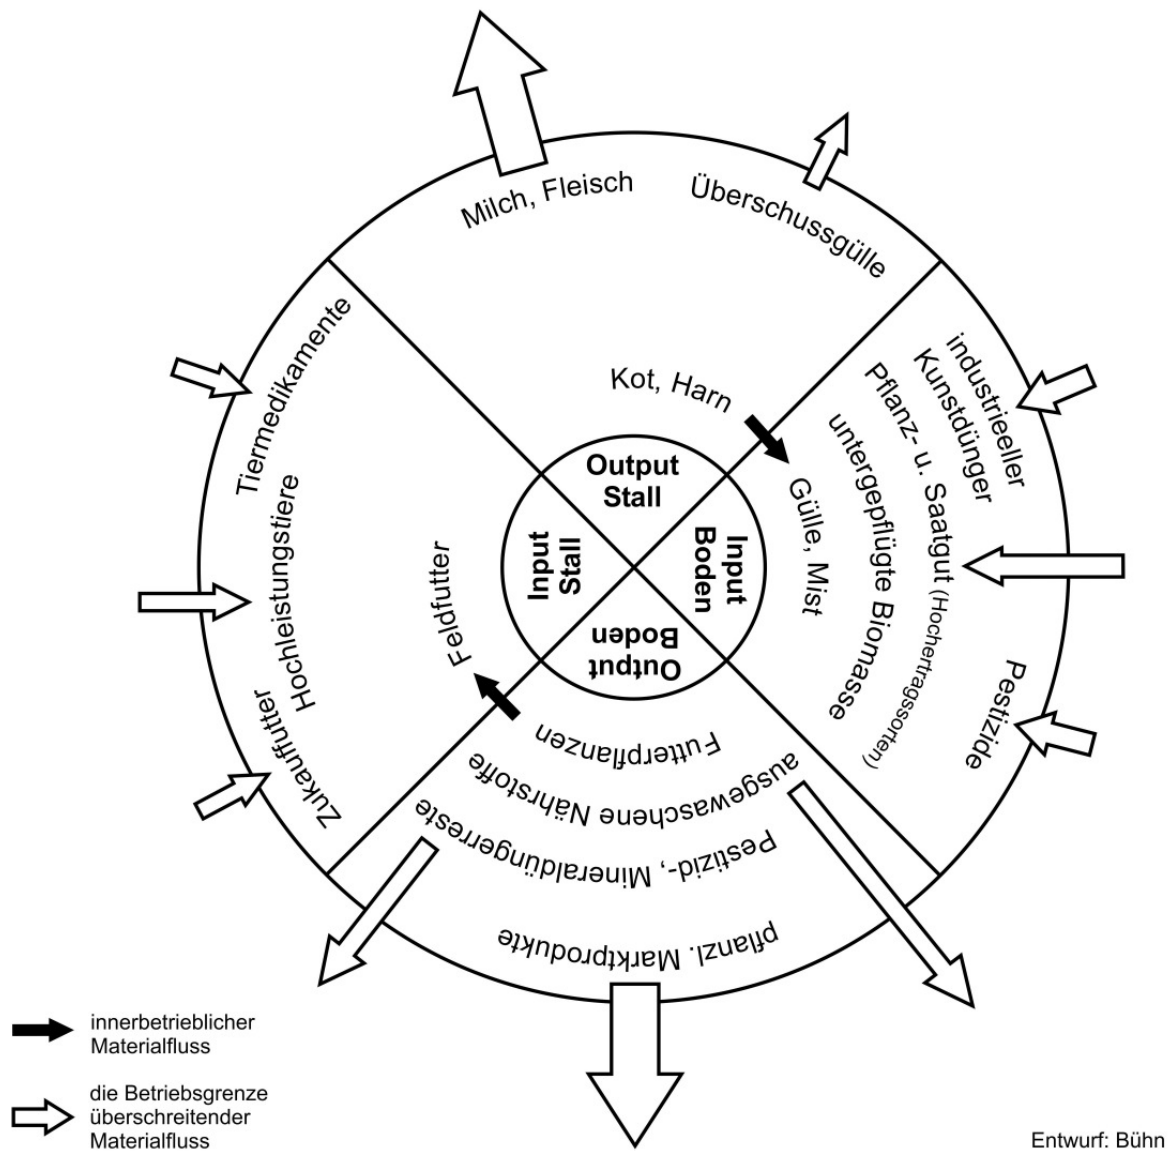 Milch, Fleisch
Überschussgülle
Kot, Harn
Output
Stall
Tiermedikamente
Hochleistungstiere
Zukauffutter
Feldfutter
Input
Stall
Input
Boden
Gülle, Mist
untergepflügte Biomasse
Pflanz- u. Saatgut (Hochertragssorten)
industrieeller
Kunstdünger
Pestizide
Output
Boden
Futterpflanzen
ausgewaschene Nährstoffe
Pestizid-, Mineraldüngerreste
pflanzl. Marktprodukte
innerbetrieblicher
Materialfluss
die Betriebsgrenze
überschreitender
Materialfluss
Entwurf: Bühn